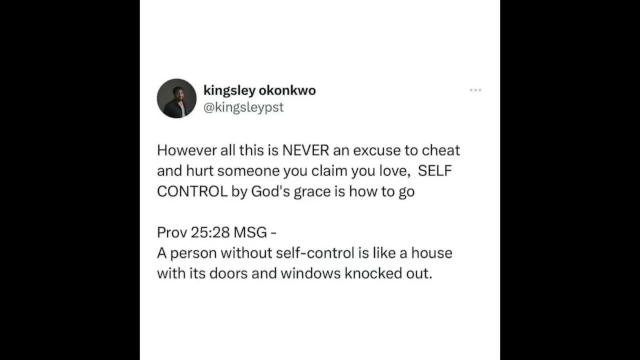 kingsley okonkwo
@kingsleypst
However all this is NEVER an excuse to cheat
and hurt someone you claim you love, SELF
CONTROL by God's grace is how to go
Prov 25:28 MSG -
A person without self-control is like a house
with its doors and windows knocked out.